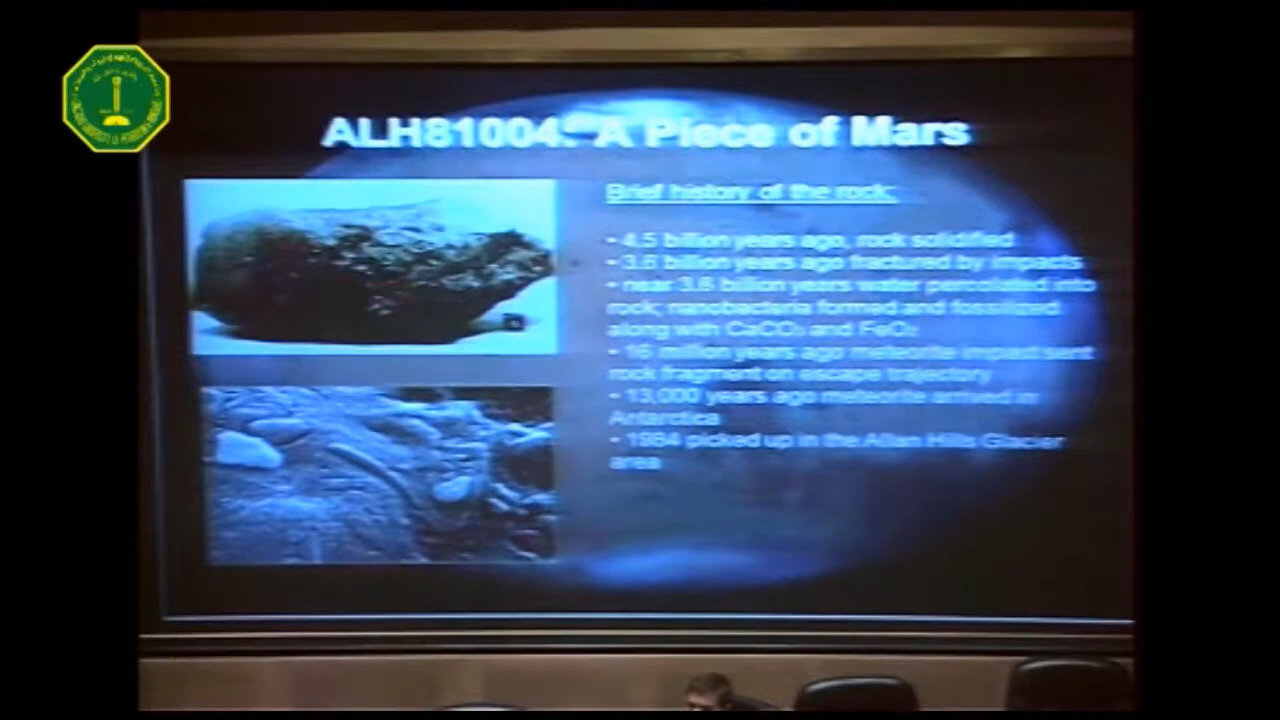 ALH81004: A Piece of Mars
Brief history of the rock:
• 4.5 billion years ago, rock solidified
• 3.6 billion years ago fractured by impacts
• near 3.6 billion years water percolated into
rock; nanobacteria formed and fossilized
along with CaCO₃ and FeO₂
• 16 million years ago meteorite impact sent
rock fragment on escape trajectory
• 13,000 years ago meteorite arrived in
Antarctica
• 1984 picked up in the Allan Hills Glacier
area